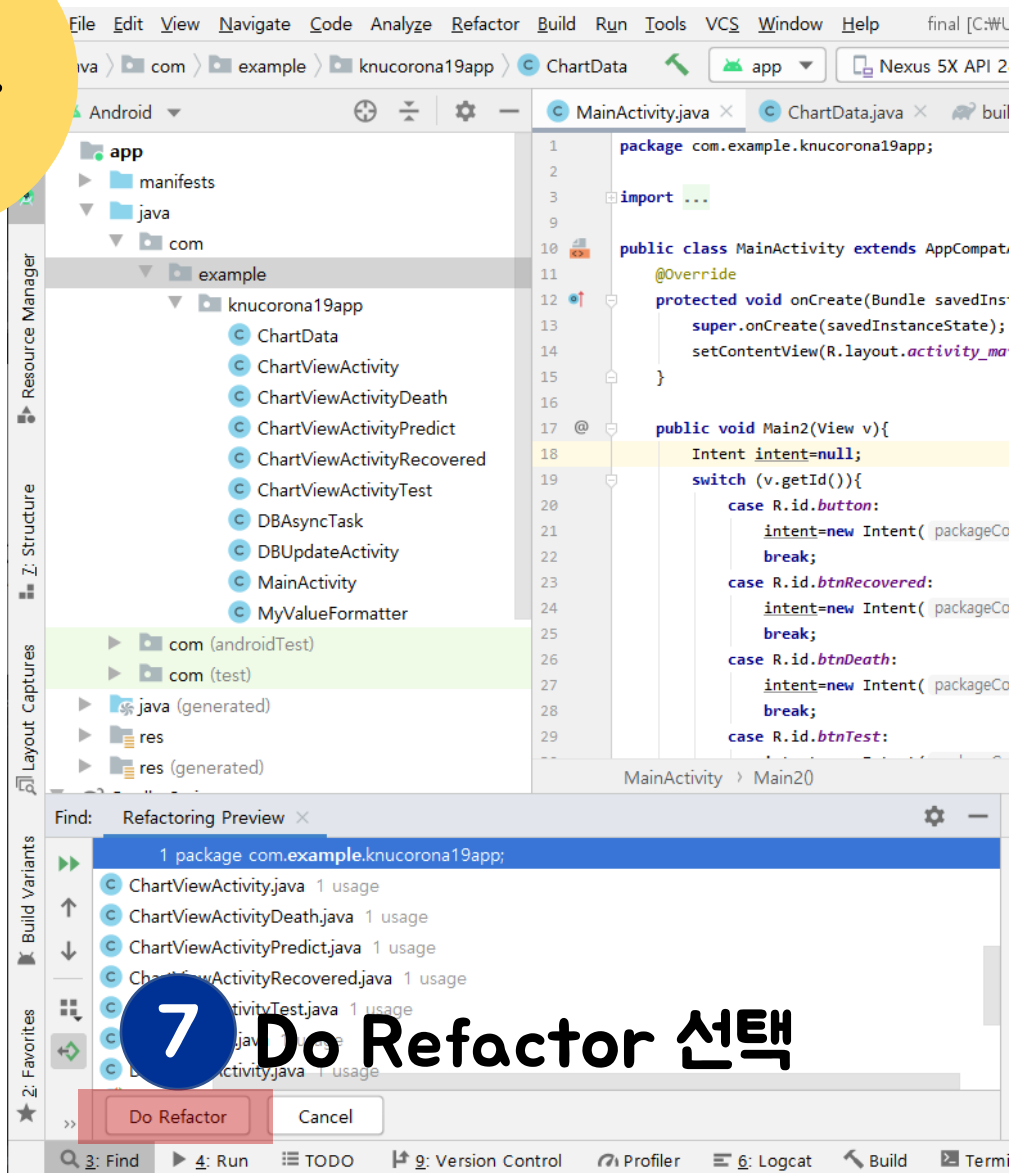 File Edit View Navigate Code Analyze Refactor Build Run Tools VCS Window Help final [C:₩U
com example knucorona19app ChartData app Nexus 5X API 2
Android
MainActivity.java ChartData.java buil
app
manifests
java
com
example
knucorona19app
ChartData
ChartViewActivity
ChartViewActivityDeath
ChartViewActivityPredict
ChartViewActivityRecovered
ChartViewActivityTest
DBAsyncTask
DBUpdateActivity
MainActivity
MyValueFormatter
com (androidTest)
com (test)
java (generated)
res
res (generated)
Resource Manager
7: Structure
Layout Captures
Build Variants
2: Favorites
1 package com.example.knucorona19app;
2
3 import ...
9
10 public class MainActivity extends AppCompatA
11 @Override
12 protected void onCreate(Bundle savedInst
13 super.onCreate(savedInstanceState);
14 setContentView(R.layout.activity_ma
15 }
16
17 @ public void Main2(View v){
18 Intent intent=null;
19 switch (v.getId()){
20 case R.id.button:
21 intent=new Intent( packageCo
22 break;
23 case R.id.btnRecovered:
24 intent=new Intent( packageCo
25 break;
26 case R.id.btnDeath:
27 intent=new Intent( packageCo
28 break;
29 case R.id.btnTest:
MainActivity › Main2()
Find: Refactoring Preview
1 package com.example.knucorona19app;
ChartViewActivity.java 1 usage
ChartViewActivityDeath.java 1 usage
ChartViewActivityPredict.java 1 usage
ChartViewActivityRecovered.java 1 usage
tivityTest.java 1 usage
ctivity.java 1 usage
7 Do Refactor 선택
Do Refactor Cancel
3: Find 4: Run TODO 9: Version Control Profiler 6: Logcat Build Termi